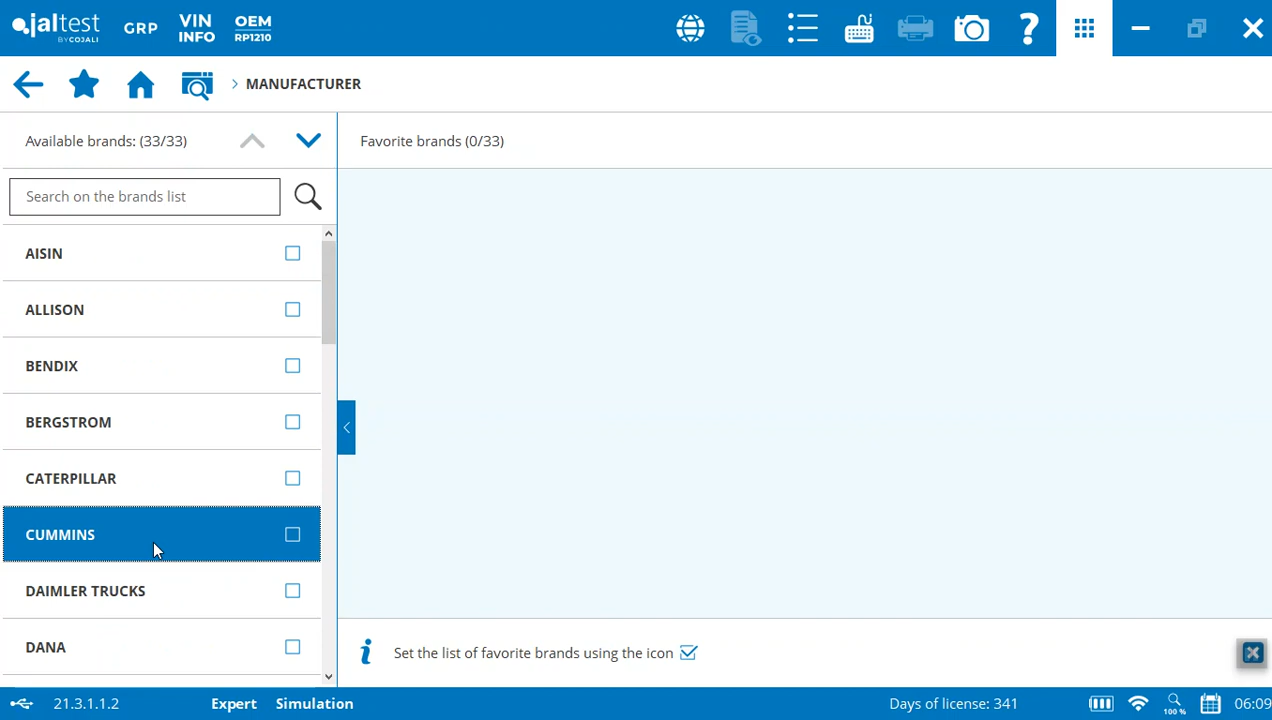 jaltest
BY COJALI
GRP
VIN
INFO
OEM
RP1210
?
> MANUFACTURER
Available brands: (33/33)
Favorite brands (0/33)
Search on the brands list
AISIN
ALLISON
BENDIX
BERGSTROM
CATERPILLAR
CUMMINS
DAIMLER TRUCKS
DANA
i Set the list of favorite brands using the icon
21.3.1.1.2
Expert
Simulation
Days of license: 341
100 %
06:09